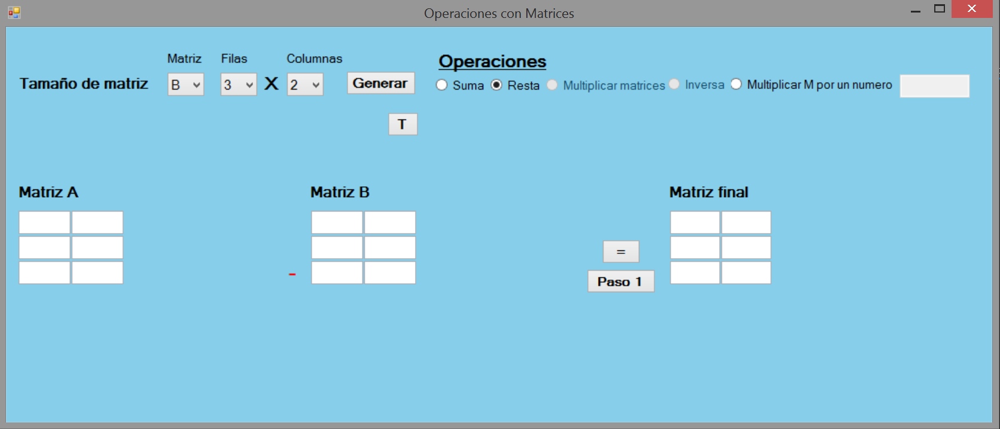 Operaciones con Matrices
Matriz Filas Columnas
Operaciones
Tamaño de matriz B 3 X 2 Generar
Suma Resta Multiplicar matrices Inversa Multiplicar M por un numero
T
Matriz A Matriz B Matriz final
=
-
Paso 1